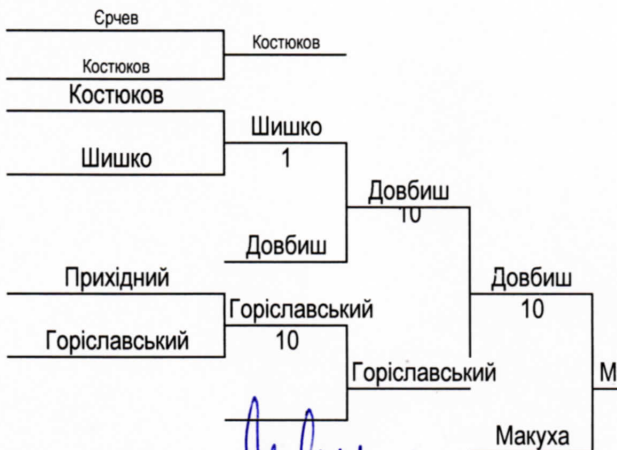 Єрчев
Костюков
Костюков
Костюков
Шишко
1
Шишко
Довбиш
10
Довбиш
Прихідний
Довбиш
10
Горіславський
10
Горіславський
Горіславський
М
Макуха